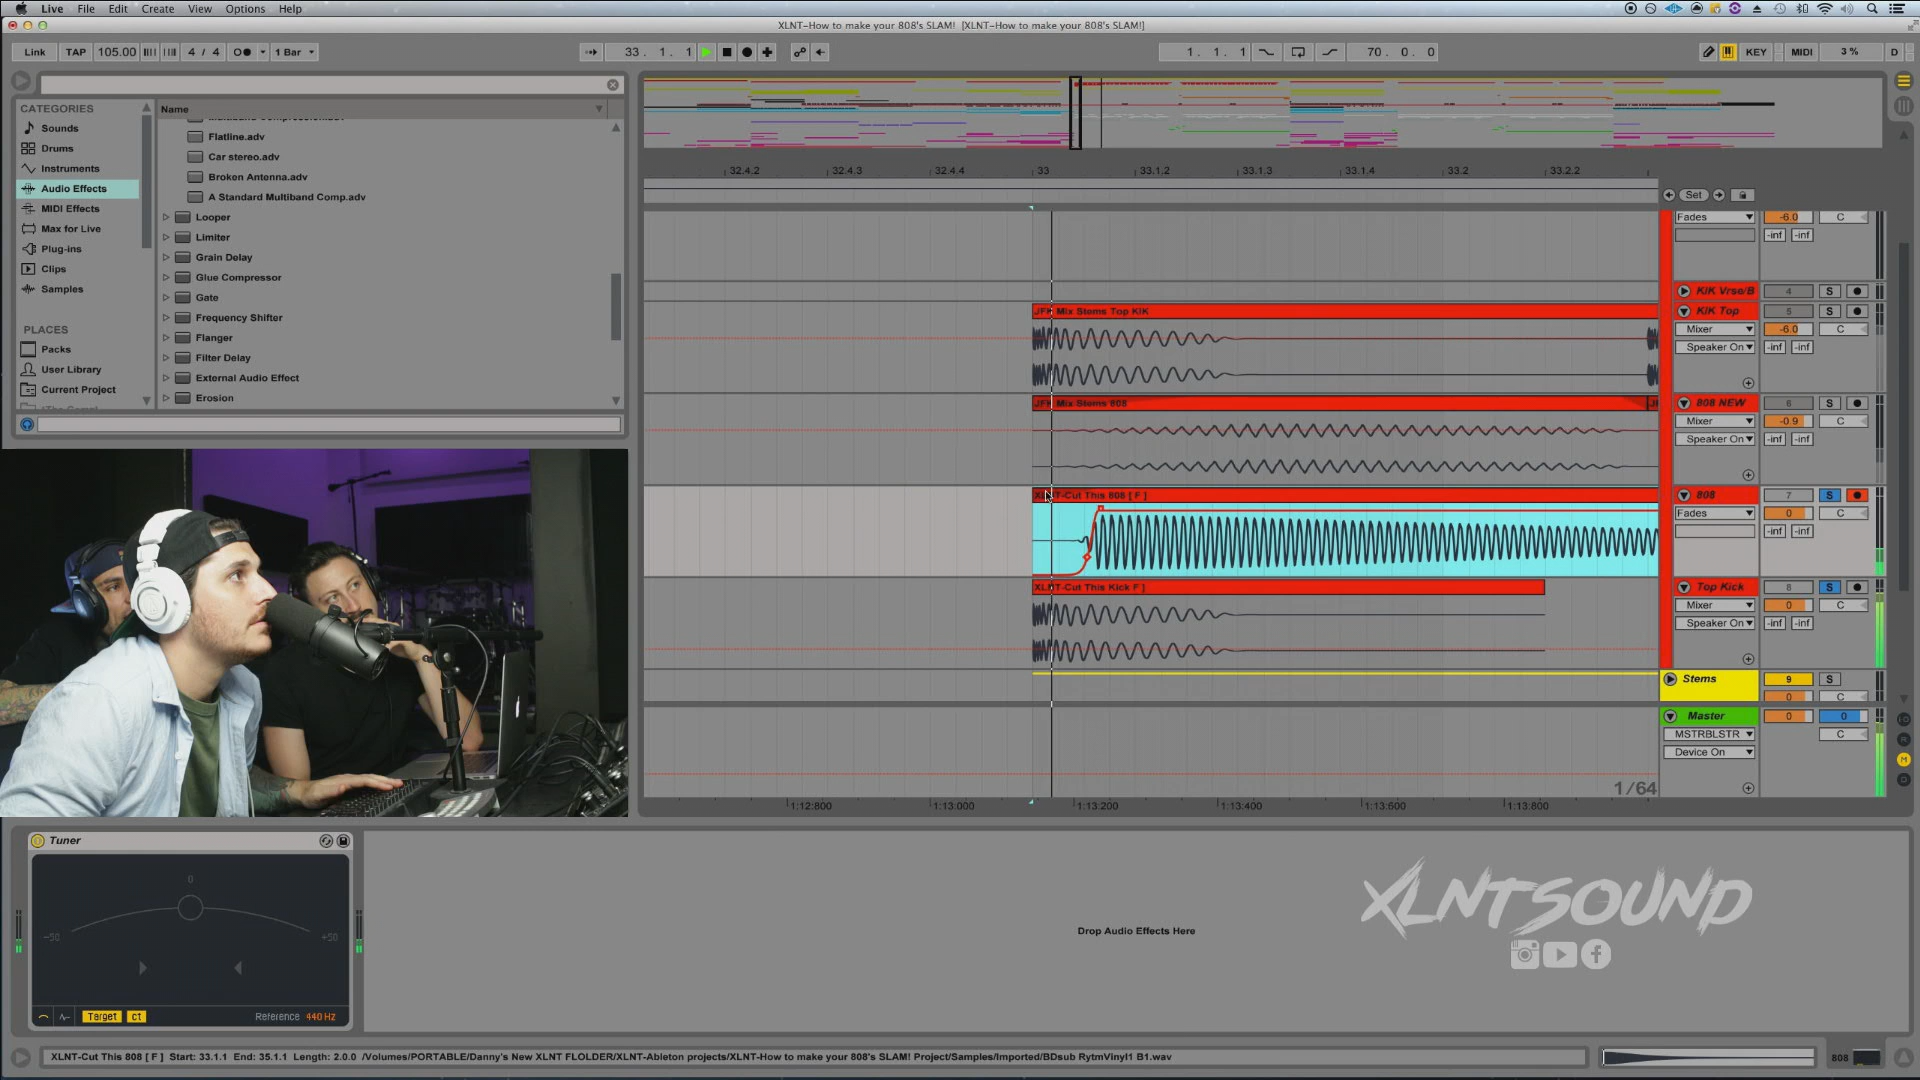 Live File Edit Create View Options Help
XLNT-How to make your 808's SLAM! [XLNT-How to make your 808's SLAM!]
Link TAP 105.00 4 / 4 1 Bar 33. 1. 1 1. 1. 1 70. 0. 0 KEY MIDI 3 % D
CATEGORIES
Sounds
Drums
Instruments
Audio Effects
MIDI Effects
Max for Live
Plug-ins
Clips
Samples
PLACES
Packs
User Library
Current Project
Name
Flatline.adv
Car stereo.adv
Broken Antenna.adv
A Standard Multiband Comp.adv
Looper
Limiter
Grain Delay
Glue Compressor
Gate
Frequency Shifter
Flanger
Filter Delay
External Audio Effect
Erosion
32.4.2 32.4.3 32.4.4 33 33.1.2 33.1.3 33.1.4 33.2 33.2.2
Set
Fades -6.0 C
-inf -inf
KIK Vrse/B 4 S
JFK Mix Stems Top KIK
KIK Top 5 S
Mixer -6.0 C
Speaker On -inf -inf
JFK Mix Stems 808
808 NEW 6 S
Mixer -0.9 C
Speaker On -inf -inf
XLNT-Cut This 808 [ F ]
808 7 S
Fades 0 C
-inf -inf
XLNT-Cut This Kick F ]
Top Kick 8 S
Mixer 0 C
Speaker On -inf -inf
Stems 9 S
0 C
Master 0 0
MSTRBLSTR C
Device On
1/64
1:12:800 1:13:000 1:13:200 1:13:400 1:13:600 1:13:800
Tuner
0
-50 +50
Target ct Reference 440 Hz
Drop Audio Effects Here
XLNTSOUND
XLNT-Cut This 808 [ F ] Start: 33.1.1 End: 35.1.1 Length: 2.0.0 /Volumes/PORTABLE/Danny's New XLNT FLOLDER/XLNT-Ableton projects/XLNT-How to make your 808's SLAM! Project/Samples/Imported/BDsub RytmVinyl1 B1.wav
808